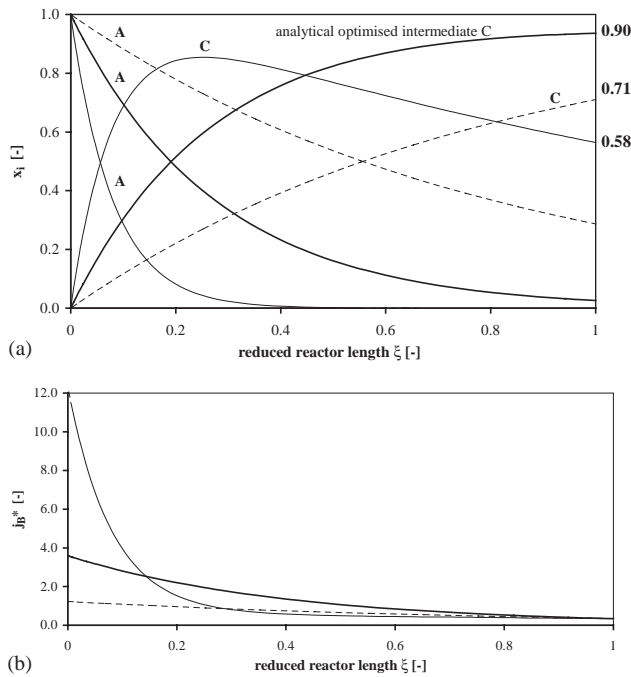 analytical optimised intermediate C
0.90
A
C
A
C
0.71
A
0.58
1.0
0.8
0.6
0.4
0.2
0.0
x_i [-]
0
0.2
0.4
0.6
0.8
1
(a)
reduced reactor length ξ [-]
12.0
10.0
8.0
6.0
4.0
2.0
0.0
j_B* [-]
0
0.2
0.4
0.6
0.8
1
(b)
reduced reactor length ξ [-]